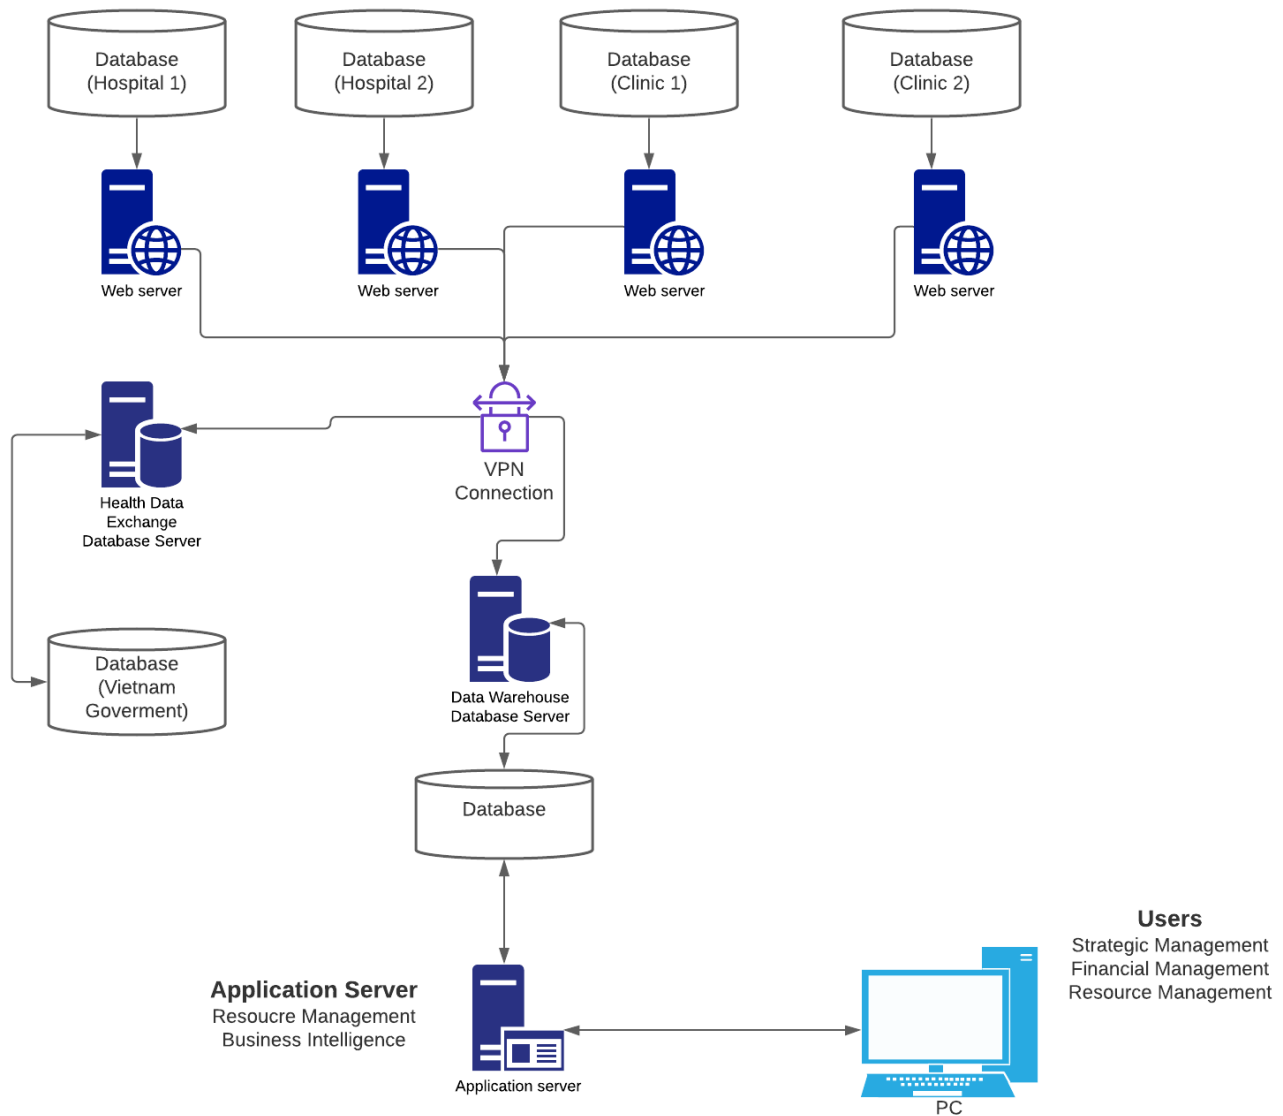 Database
(Hospital 1)
Database
(Hospital 2)
Database
(Clinic 1)
Database
(Clinic 2)
Web server
Web server
Web server
Web server
VPN
Connection
Health Data
Exchange
Database Server
Database
(Vietnam
Goverment)
Data Warehouse
Database Server
Database
Application Server
Resoucre Management
Business Intelligence
Application server
Users
Strategic Management
Financial Management
Resource Management
PC